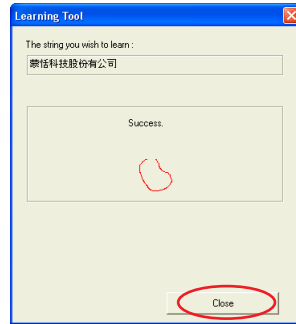 Learning Tool
The string you wish to learn :
蒙恬科技股份有公司
Success.
Close